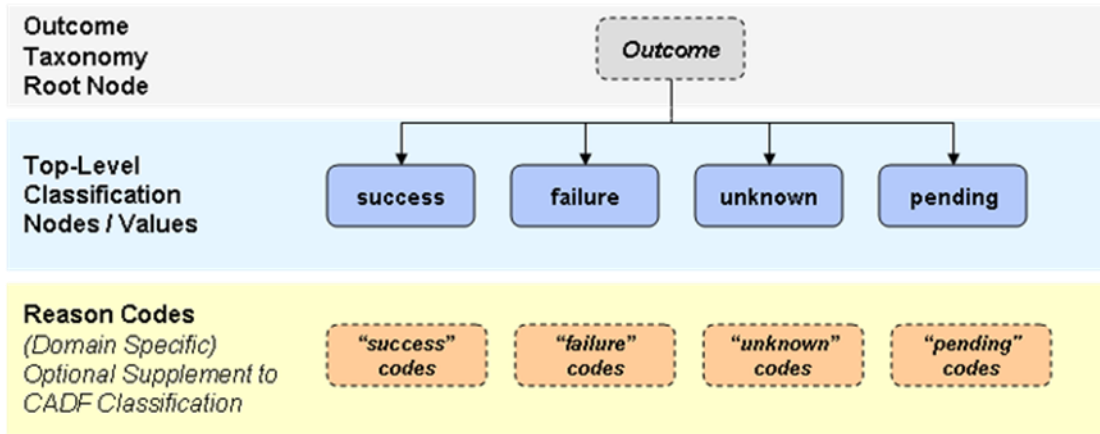 Outcome
Taxonomy
Root Node
Outcome
Top-Level
Classification
Nodes / Values
success
failure
unknown
pending
Reason Codes
(Domain Specific)
Optional Supplement to
CADF Classification
“success”
codes
“failure”
codes
“unknown”
codes
“pending”
codes